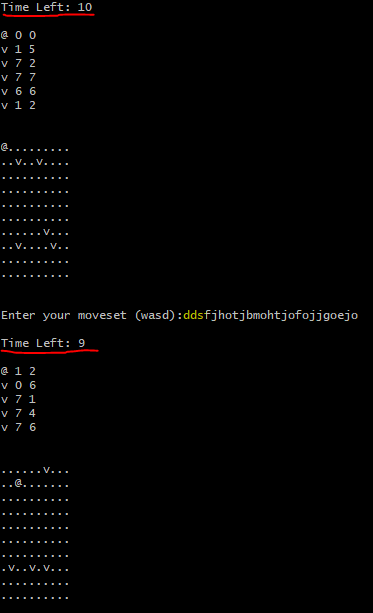 Time Left: 10
@ 0 0
v 1 5
v 7 2
v 7 7
v 6 6
v 1 2
@.........
..v..v....
..........
..........
..........
..........
......v...
..v....v..
..........
..........
Enter your moveset (wasd):ddsfjhotjbmohtjofojjgoejo
Time Left: 9
@ 1 2
v 0 6
v 7 1
v 7 4
v 7 6
......v...
..@.......
..........
..........
..........
..........
..........
.v..v.v...
..........
..........